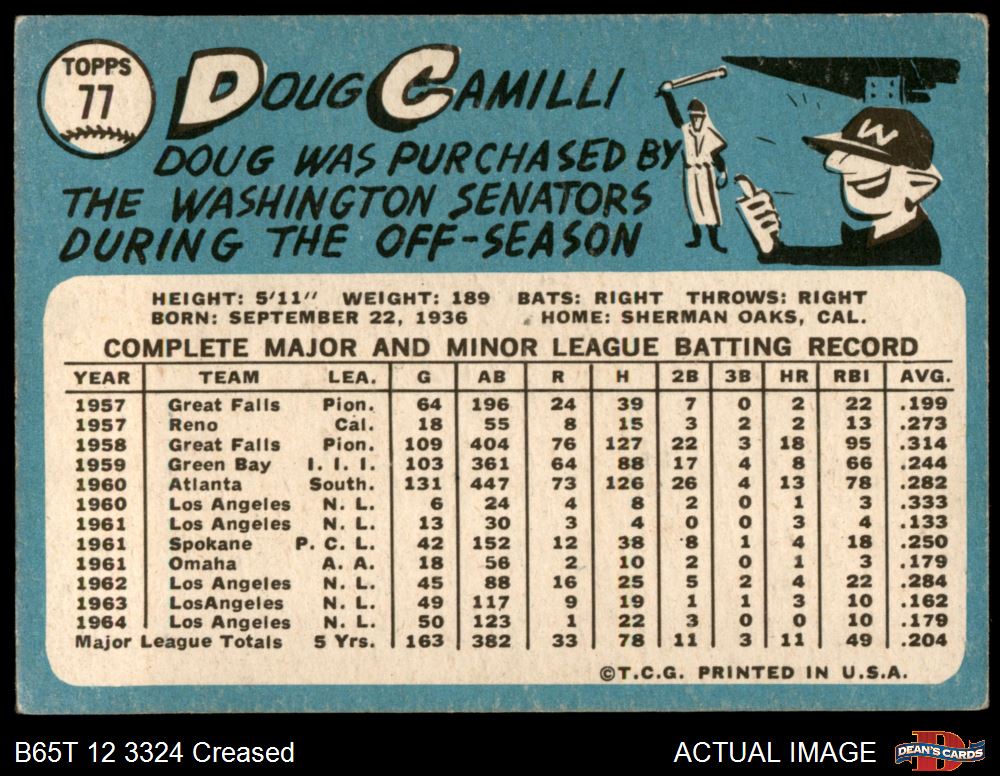 TOPPS
77
DOUG CAMILLI
DOUG WAS PURCHASED BY
THE WASHINGTON SENATORS
DURING THE OFF-SEASON
W
HEIGHT: 5'11" WEIGHT: 189 BATS: RIGHT THROWS: RIGHT
BORN: SEPTEMBER 22, 1936 HOME: SHERMAN OAKS, CAL.
COMPLETE MAJOR AND MINOR LEAGUE BATTING RECORD
YEAR TEAM LEA. G AB R H 2B 3B HR RBI AVG.
1957 Great Falls Pion. 64 196 24 39 7 0 2 22 .199
1957 Reno Cal. 18 55 8 15 3 2 2 13 .273
1958 Great Falls Pion. 109 404 76 127 22 3 18 95 .314
1959 Green Bay I. I. I. 103 361 64 88 17 4 8 66 .244
1960 Atlanta South. 131 447 73 126 26 4 13 78 .282
1960 Los Angeles N. L. 6 24 4 8 2 0 1 3 .333
1961 Los Angeles N. L. 13 30 3 4 0 0 3 4 .133
1961 Spokane P. C. L. 42 152 12 38 8 1 4 18 .250
1961 Omaha A. A. 18 56 2 10 2 0 1 3 .179
1962 Los Angeles N. L. 45 88 16 25 5 2 4 22 .284
1963 LosAngeles N. L. 49 117 9 19 1 1 3 10 .162
1964 Los Angeles N. L. 50 123 1 22 3 0 0 10 .179
Major League Totals 5 Yrs. 163 382 33 78 11 3 11 49 .204
©T.C.G. PRINTED IN U.S.A.
B65T 12 3324 Creased
ACTUAL IMAGE
D
DEAN'S CARDS